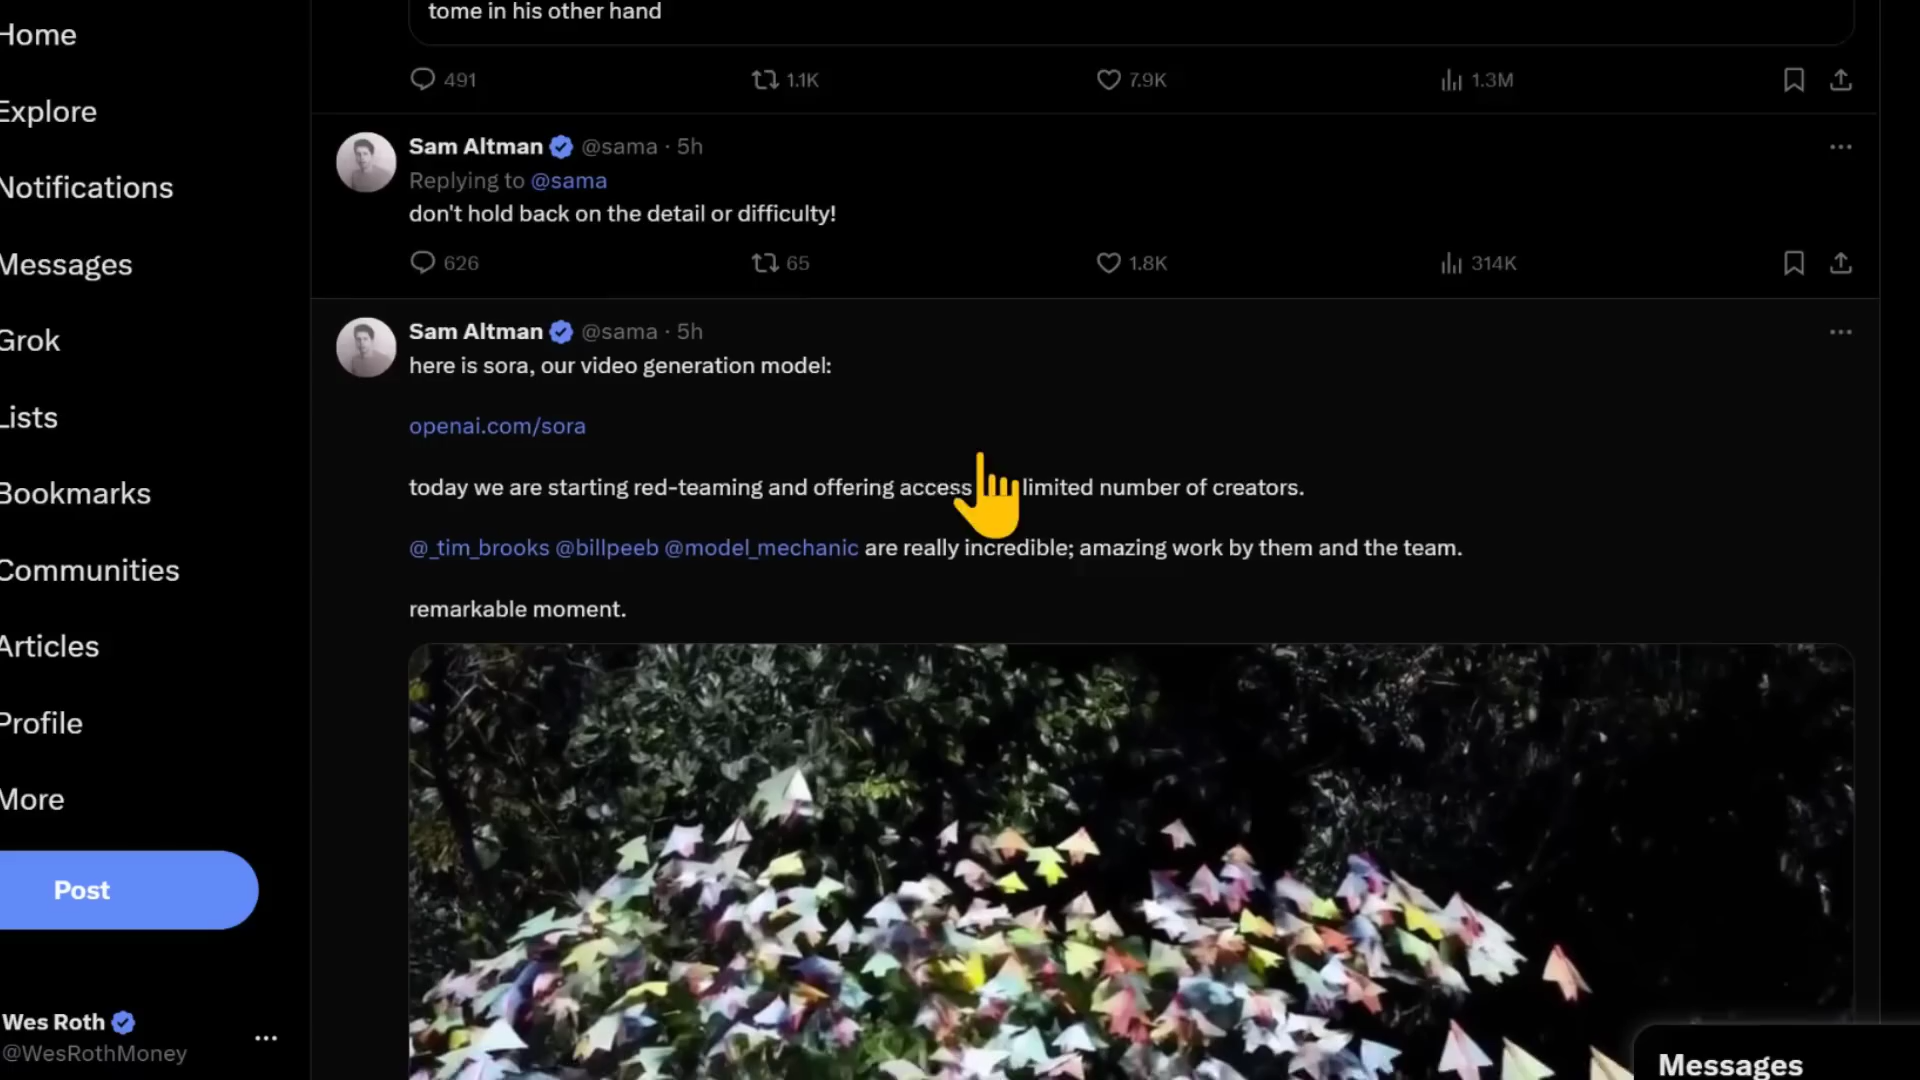 tome in his other hand
491 1.1K 7.9K 1.3M
Home
Explore
Notifications
Messages
Grok
Lists
Bookmarks
Communities
Articles
Profile
More
Post
Wes Roth
@WesRothMoney
Sam Altman @sama · 5h
Replying to @sama
don't hold back on the detail or difficulty!
626 65 1.8K 314K
Sam Altman @sama · 5h
here is sora, our video generation model:
openai.com/sora
today we are starting red-teaming and offering access limited number of creators.
@_tim_brooks @billpeeb @model_mechanic are really incredible; amazing work by them and the team.
remarkable moment.
Messages